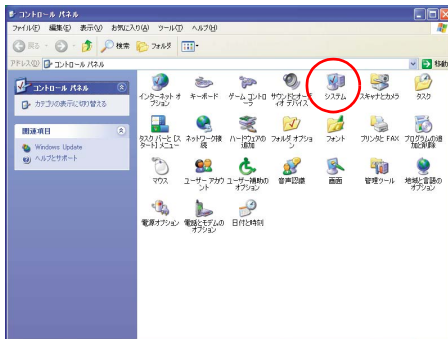 コントロール パネル
ファイル(F) 編集(E) 表示(V) お気に入り(A) ツール(T) ヘルプ(H)
戻る 検索 フォルダ
アドレス(D) コントロール パネル 移動
コントロール パネル
カテゴリの表示に切り替える
関連項目
Windows Update
ヘルプとサポート
インターネット オプション
キーボード
ゲーム コントローラ
サウンドとオーディオ デバイス
システム
スキャナとカメラ
タスク
タスク バーと [スタート] メニュー
ネットワーク接続
ハードウェアの追加
フォルダ オプション
フォント
プリンタと FAX
プログラムの追加と削除
マウス
ユーザー アカウント
ユーザー補助のオプション
音声認識
画面
管理ツール
地域と言語のオプション
電源オプション
電話とモデムのオプション
日付と時刻